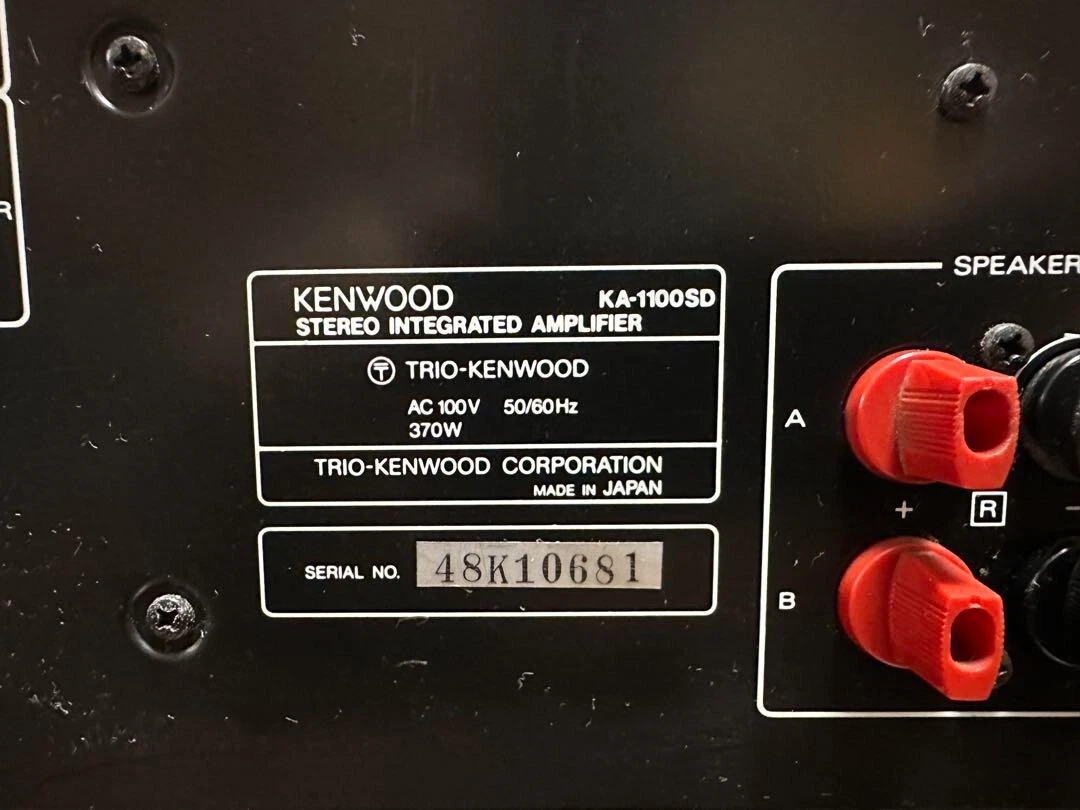 R
KENWOOD KA-1100SD
STEREO INTEGRATED AMPLIFIER
〒 TRIO-KENWOOD
AC 100V 50/60Hz
370W
TRIO-KENWOOD CORPORATION
MADE IN JAPAN
SERIAL NO. 48K10681
SPEAKER
A
+ R −
B